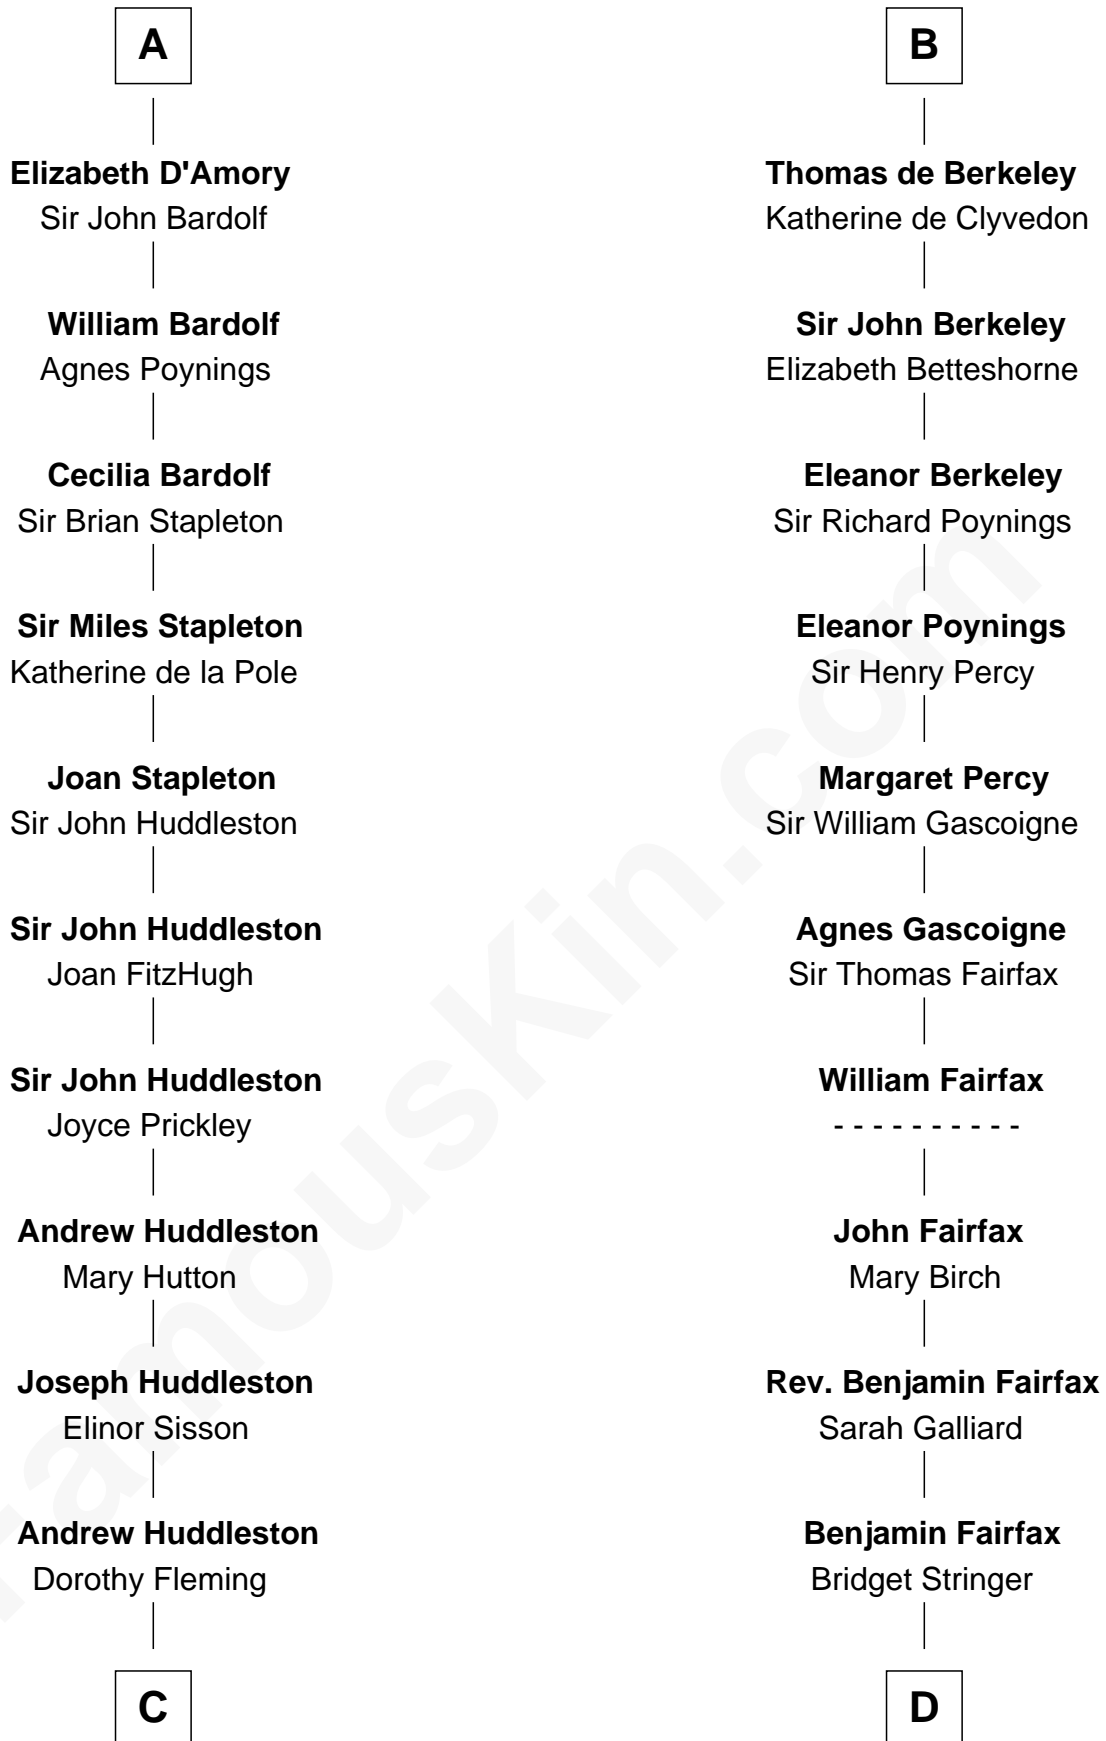 A
Elizabeth D'Amory
Sir John Bardolf
William Bardolf
Agnes Poynings
Cecilia Bardolf
Sir Brian Stapleton
Sir Miles Stapleton
Katherine de la Pole
Joan Stapleton
Sir John Huddleston
Sir John Huddleston
Joan FitzHugh
Sir John Huddleston
Joyce Prickley
Andrew Huddleston
Mary Hutton
Joseph Huddleston
Elinor Sisson
Andrew Huddleston
Dorothy Fleming
C
B
Thomas de Berkeley
Katherine de Clyvedon
Sir John Berkeley
Elizabeth Betteshorne
Eleanor Berkeley
Sir Richard Poynings
Eleanor Poynings
Sir Henry Percy
Margaret Percy
Sir William Gascoigne
Agnes Gascoigne
Sir Thomas Fairfax
William Fairfax
- - - - - - - - - -
John Fairfax
Mary Birch
Rev. Benjamin Fairfax
Sarah Galliard
Benjamin Fairfax
Bridget Stringer
D
FamousKin.com